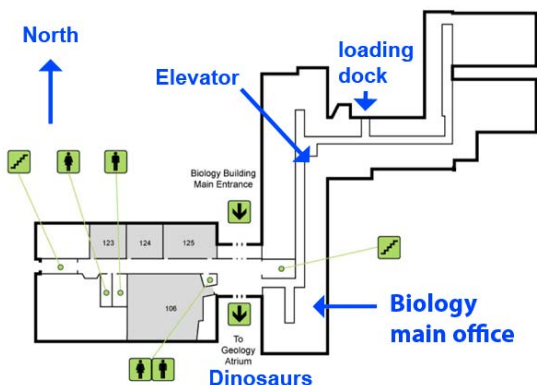 North
loading
dock
Elevator
Biology Building
Main Entrance
123
124
125
106
Biology
main office
To
Geology
Atrium
Dinosaurs